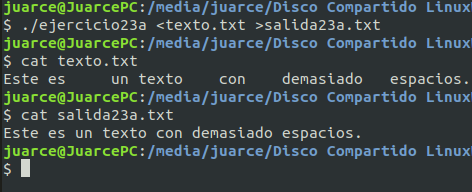 juarce@JuarcePC:/media/juarce/Disco Compartido Linux
$ ./ejercicio23a <texto.txt >salida23a.txt
juarce@JuarcePC:/media/juarce/Disco Compartido Linux
$ cat texto.txt
Este es     un texto    con    demasiado   espacios.
juarce@JuarcePC:/media/juarce/Disco Compartido Linux
$ cat salida23a.txt
Este es un texto con demasiado espacios.
juarce@JuarcePC:/media/juarce/Disco Compartido Linux
$